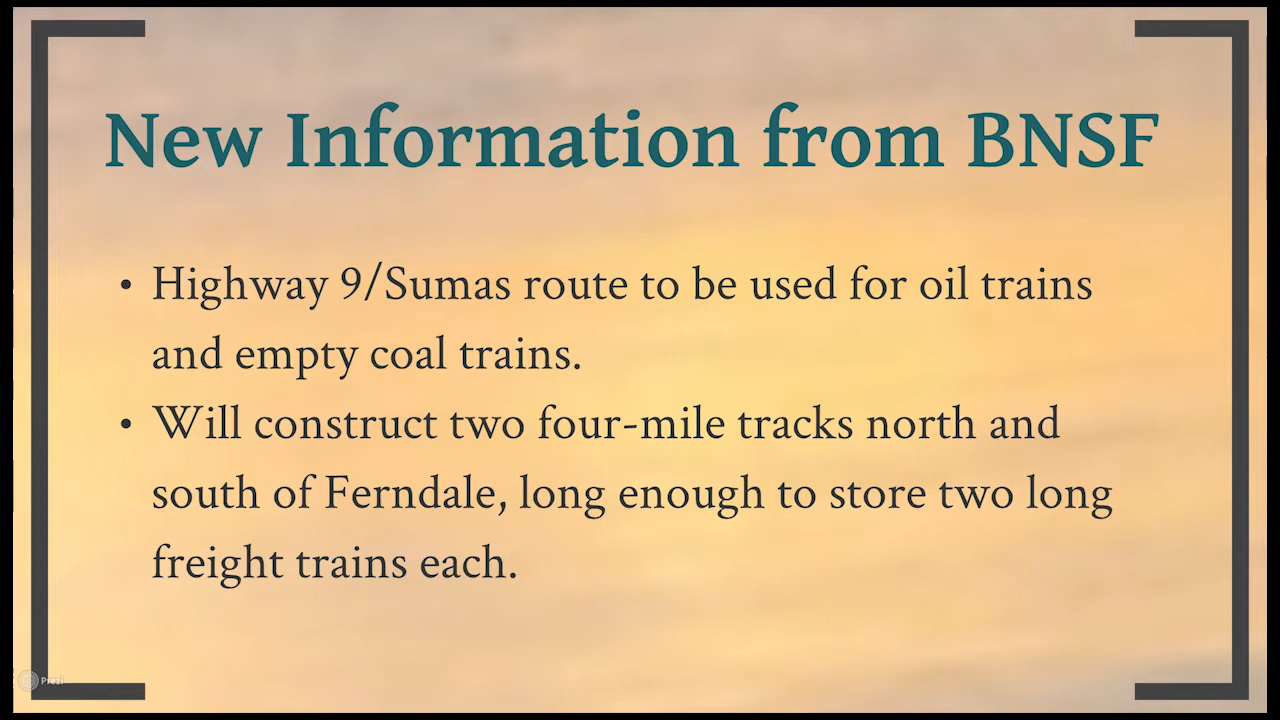 New Information from BNSF
• Highway 9/Sumas route to be used for oil trains
and empty coal trains.
• Will construct two four-mile tracks north and
south of Ferndale, long enough to store two long
freight trains each.
Prezi